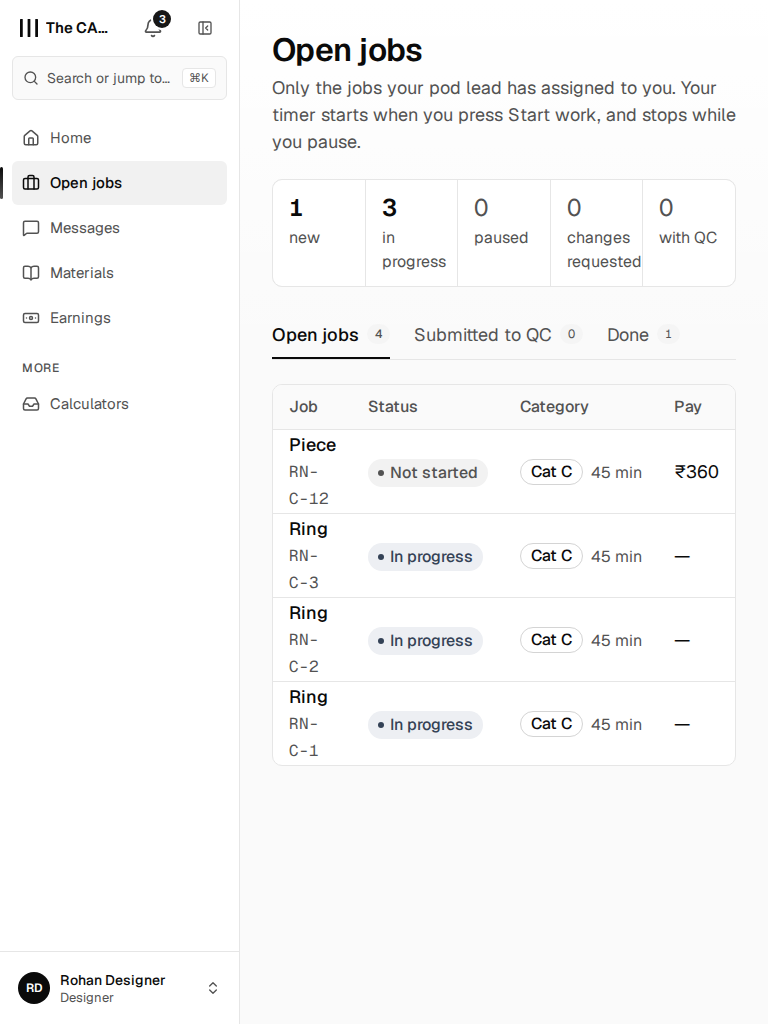 The CA...
3
Search or jump to...
⌘K
Home
Open jobs
Messages
Materials
Earnings
MORE
Calculators
RD
Rohan Designer
Designer
Open jobs
Only the jobs your pod lead has assigned to you. Your
timer starts when you press Start work, and stops while
you pause.
1
new
3
in
progress
0
paused
0
changes
requested
0
with QC
Open jobs 4
Submitted to QC 0
Done 1
Job Status Category Pay
Piece
RN-
C-12
Not started
Cat C 45 min
₹360
Ring
RN-
C-3
In progress
Cat C 45 min
—
Ring
RN-
C-2
In progress
Cat C 45 min
—
Ring
RN-
C-1
In progress
Cat C 45 min
—